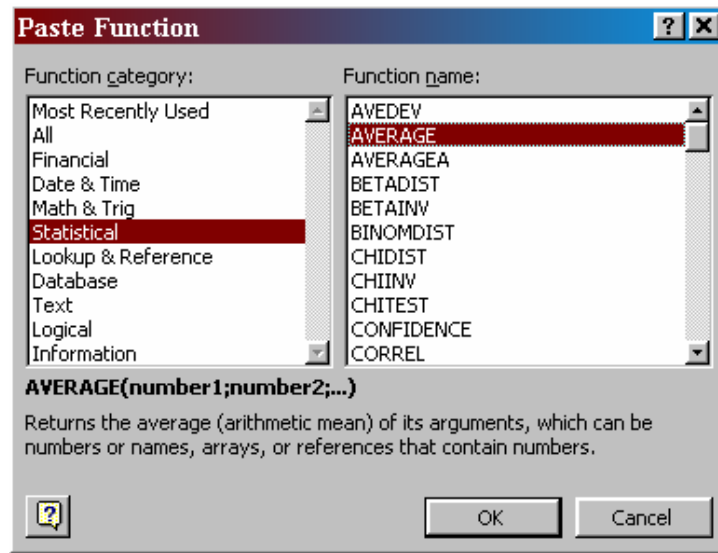 Paste Function
Function category:
Most Recently Used
All
Financial
Date & Time
Math & Trig
Statistical
Lookup & Reference
Database
Text
Logical
Information
Function name:
AVEDEV
AVERAGE
AVERAGEA
BETADIST
BETAINV
BINOMDIST
CHIDIST
CHIINV
CHITEST
CONFIDENCE
CORREL
AVERAGE(number1;number2;...)
Returns the average (arithmetic mean) of its arguments, which can be
numbers or names, arrays, or references that contain numbers.
OK
Cancel